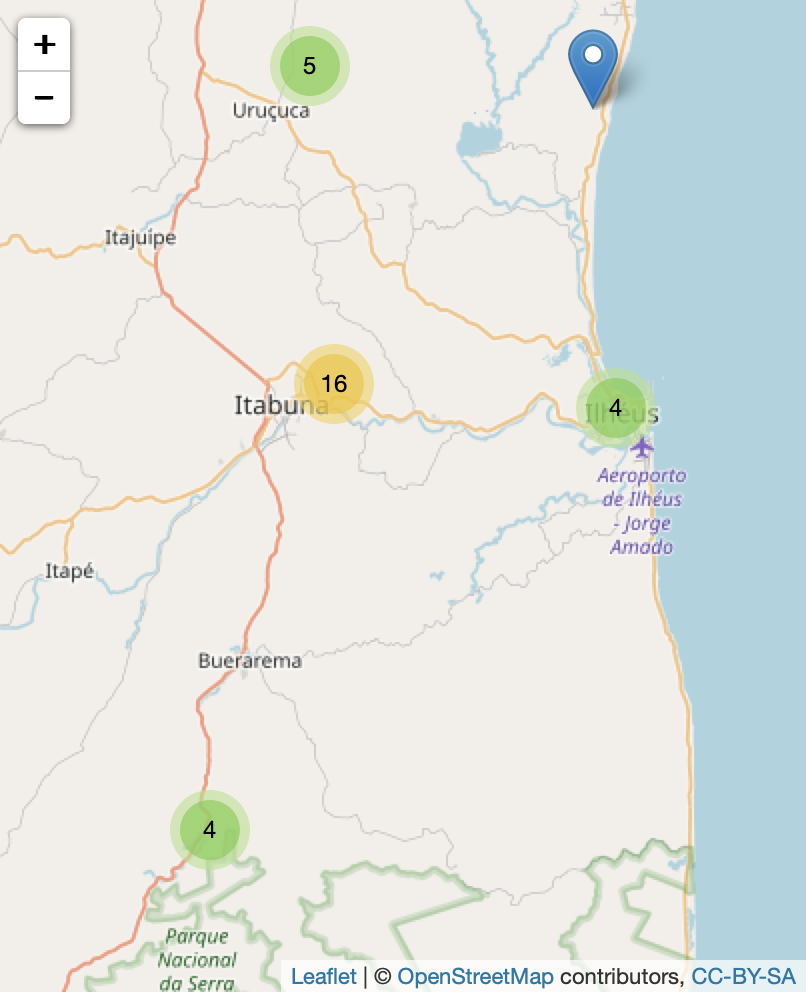 +
−
5
Uruçuca
Itajuípe
16
Itabuna
4
Ilhéus
Aeroporto
de Ilhéus
- Jorge
Amado
Itapé
Buerarema
4
Parque
Nacional
da Serra
Leaflet | © OpenStreetMap contributors, CC-BY-SA